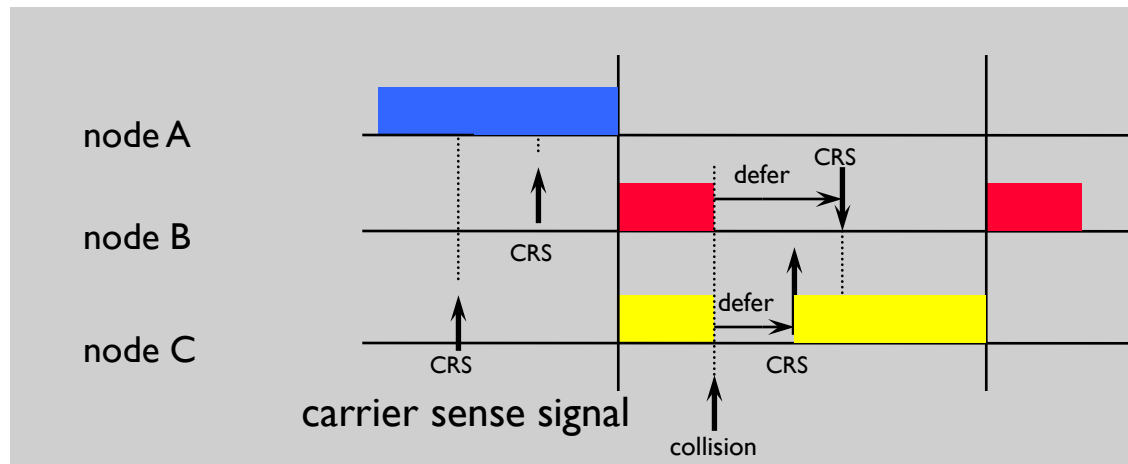 node A
CRS
defer
node B
CRS
defer
node C
CRS
CRS
carrier sense signal
collision